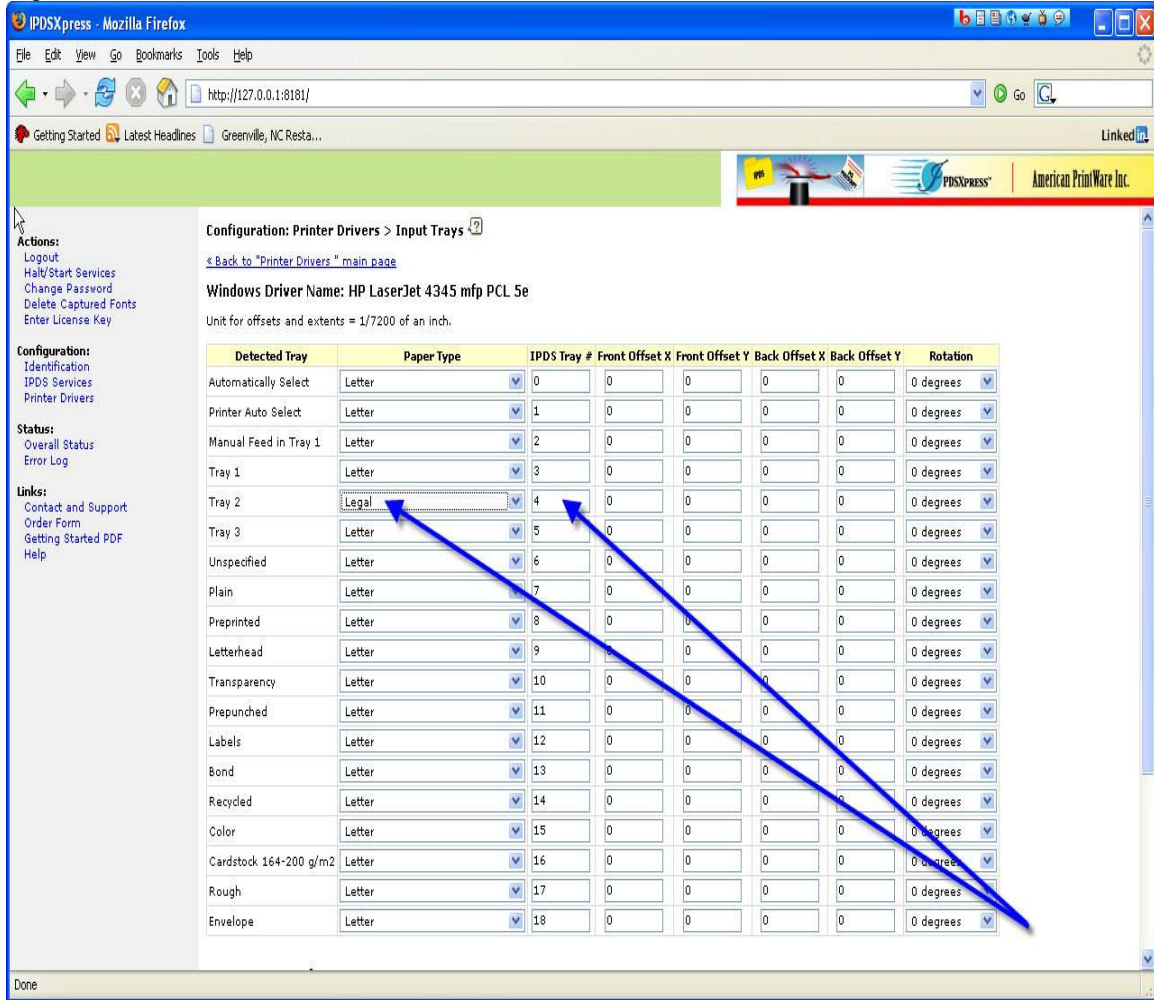 IPDSXpress - Mozilla Firefox
File Edit View Go Bookmarks Tools Help
http://127.0.0.1:8181/ Go G
Getting Started Latest Headlines Greenville, NC Resta... Linked in
IPDS IPDSXPRESS™ American PrintWare Inc.
Actions:
Logout
Halt/Start Services
Change Password
Delete Captured Fonts
Enter License Key
Configuration:
Identification
IPDS Services
Printer Drivers
Status:
Overall Status
Error Log
Links:
Contact and Support
Order Form
Getting Started PDF
Help
Configuration: Printer Drivers > Input Trays ?
« Back to "Printer Drivers " main page
Windows Driver Name: HP LaserJet 4345 mfp PCL 5e
Unit for offsets and extents = 1/7200 of an inch.
Detected Tray Paper Type IPDS Tray # Front Offset X Front Offset Y Back Offset X Back Offset Y Rotation
Automatically Select Letter 0 0 0 0 0 0 degrees
Printer Auto Select Letter 1 0 0 0 0 0 degrees
Manual Feed in Tray 1 Letter 2 0 0 0 0 0 degrees
Tray 1 Letter 3 0 0 0 0 0 degrees
Tray 2 Legal 4 0 0 0 0 0 degrees
Tray 3 Letter 5 0 0 0 0 0 degrees
Unspecified Letter 6 0 0 0 0 0 degrees
Plain Letter 7 0 0 0 0 0 degrees
Preprinted Letter 8 0 0 0 0 0 degrees
Letterhead Letter 9 0 0 0 0 0 degrees
Transparency Letter 10 0 0 0 0 0 degrees
Prepunched Letter 11 0 0 0 0 0 degrees
Labels Letter 12 0 0 0 0 0 degrees
Bond Letter 13 0 0 0 0 0 degrees
Recycled Letter 14 0 0 0 0 0 degrees
Color Letter 15 0 0 0 0 0 degrees
Cardstock 164-200 g/m2 Letter 16 0 0 0 0 0 degrees
Rough Letter 17 0 0 0 0 0 degrees
Envelope Letter 18 0 0 0 0 0 degrees
Done